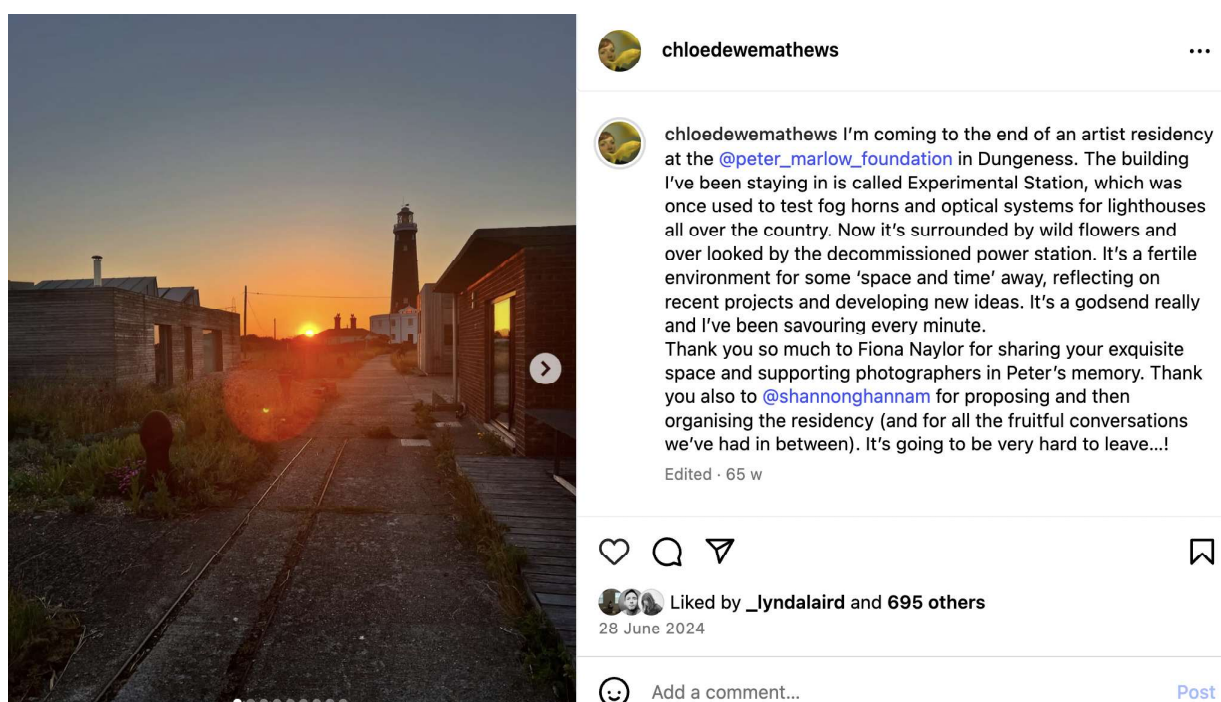 chloedewemathews
chloedewemathews I'm coming to the end of an artist residency
at the @peter_marlow_foundation in Dungeness. The building
I've been staying in is called Experimental Station, which was
once used to test fog horns and optical systems for lighthouses
all over the country. Now it's surrounded by wild flowers and
over looked by the decommissioned power station. It's a fertile
environment for some ‘space and time’ away, reflecting on
recent projects and developing new ideas. It's a godsend really
and I've been savouring every minute.
Thank you so much to Fiona Naylor for sharing your exquisite
space and supporting photographers in Peter's memory. Thank
you also to @shannonghannam for proposing and then
organising the residency (and for all the fruitful conversations
we've had in between). It's going to be very hard to leave...!
Edited · 65 w
Liked by _lyndalaird and 695 others
28 June 2024
Add a comment... Post